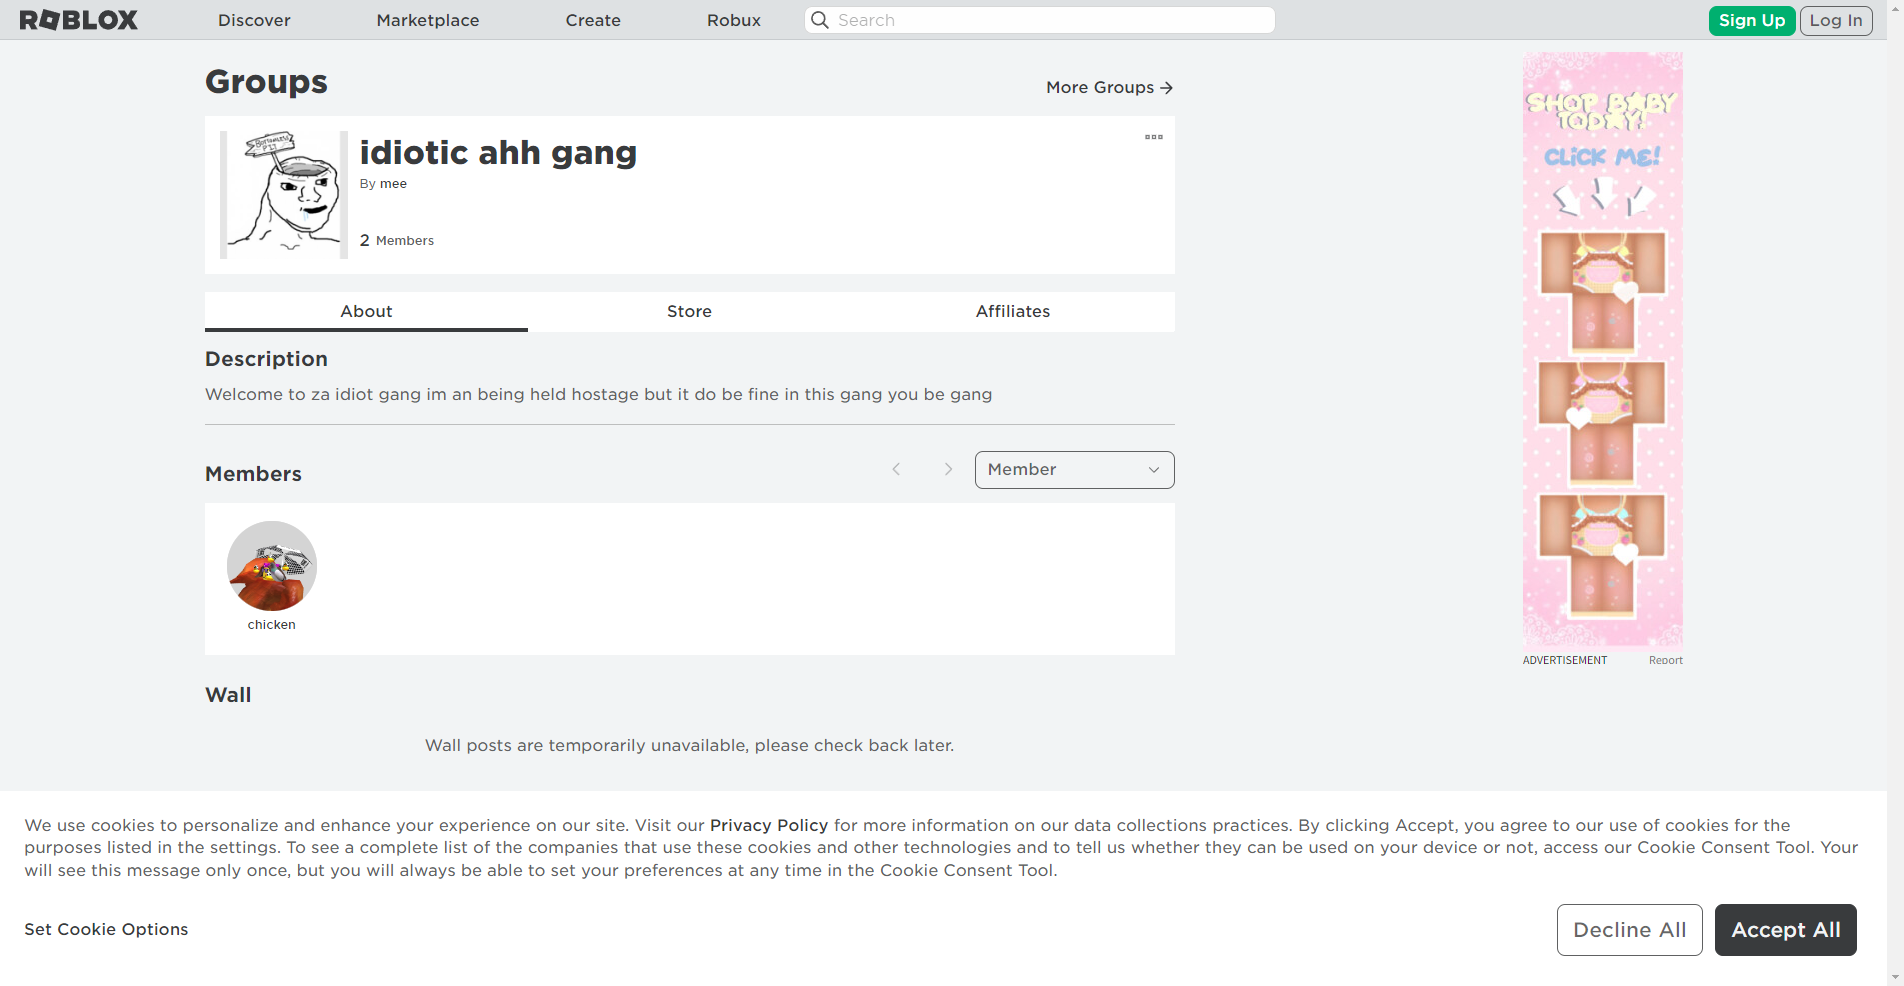 ROBLOX
Discover
Marketplace
Create
Robux
Search
Sign Up
Log In
Groups
More Groups →
idiotic ahh gang
By mee
2 Members
About
Store
Affiliates
Description
Welcome to za idiot gang im an being held hostage but it do be fine in this gang you be gang
Members
Member
chicken
Wall
Wall posts are temporarily unavailable, please check back later.
SHOP BABY
TODAY!
CLICK ME!
ADVERTISEMENT
Report
We use cookies to personalize and enhance your experience on our site. Visit our Privacy Policy for more information on our data collections practices. By clicking Accept, you agree to our use of cookies for the
purposes listed in the settings. To see a complete list of the companies that use these cookies and other technologies and to tell us whether they can be used on your device or not, access our Cookie Consent Tool. Your
will see this message only once, but you will always be able to set your preferences at any time in the Cookie Consent Tool.
Set Cookie Options
Decline All
Accept All